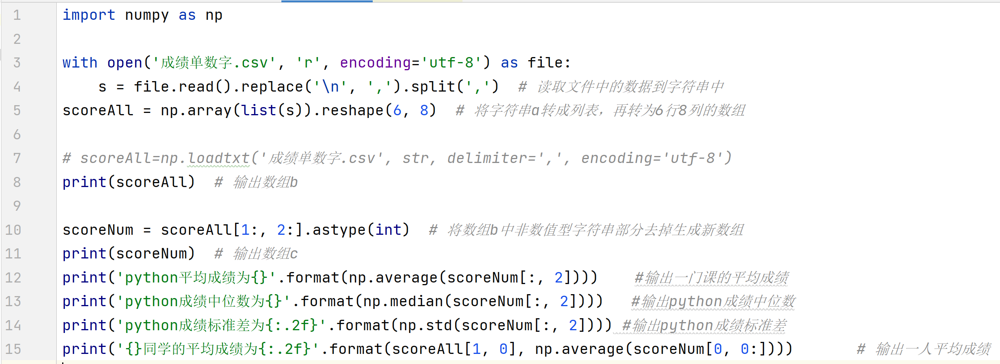 1 import numpy as np
2
3 with open('成绩单数字.csv', 'r', encoding='utf-8') as file:
4     s = file.read().replace('\n', ',').split(',')  # 读取文件中的数据到字符串中
5 scoreAll = np.array(list(s)).reshape(6, 8)  # 将字符串a转成列表，再转为6行8列的数组
6
7 # scoreAll=np.loadtxt('成绩单数字.csv', str, delimiter=',', encoding='utf-8')
8 print(scoreAll)  # 输出数组b
9
10 scoreNum = scoreAll[1:, 2:].astype(int)  # 将数组b中非数值型字符串部分去掉生成新数组
11 print(scoreNum)  # 输出数组c
12 print('python平均成绩为{}'.format(np.average(scoreNum[:, 2])))    #输出一门课的平均成绩
13 print('python成绩中位数为{}'.format(np.median(scoreNum[:, 2])))   #输出python成绩中位数
14 print('python成绩标准差为{:.2f}'.format(np.std(scoreNum[:, 2]))) #输出python成绩标准差
15 print('{}同学的平均成绩为{:.2f}'.format(scoreAll[1, 0], np.average(scoreNum[0, 0:])))       # 输出一人平均成绩